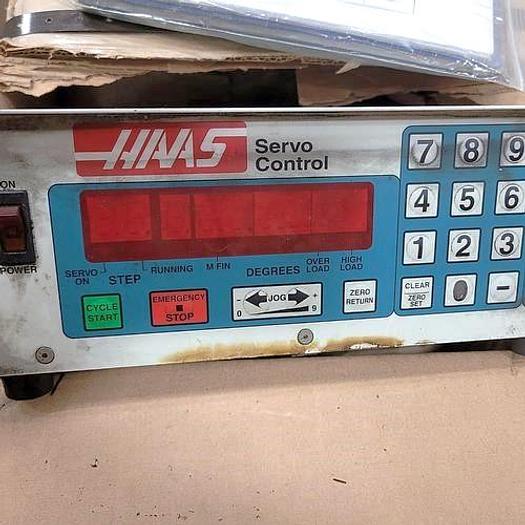 HAAS
Servo
Control
ON
POWER
SERVO
ON
STEP
RUNNING
M FIN
DEGREES
OVER
LOAD
HIGH
LOAD
CYCLE
START
EMERGENCY
STOP
- JOG +
0 9
ZERO
RETURN
7 8 9
4 5 6
1 2 3
CLEAR
ZERO
SET
0 -